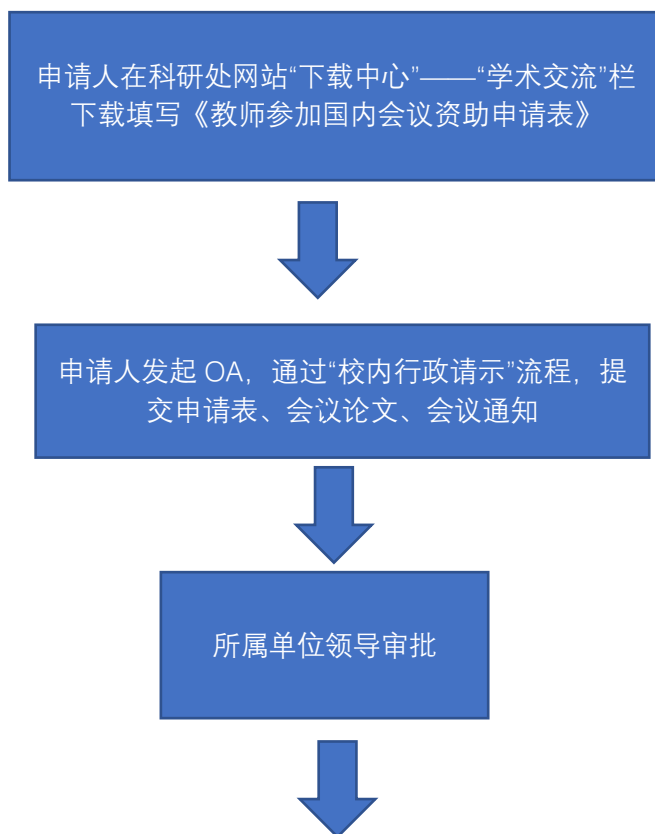 申请人在科研处网站“下载中心”——“学术交流”栏
下载填写《教师参加国内会议资助申请表》
申请人发起 OA，通过“校内行政请示”流程，提
交申请表、会议论文、会议通知
所属单位领导审批